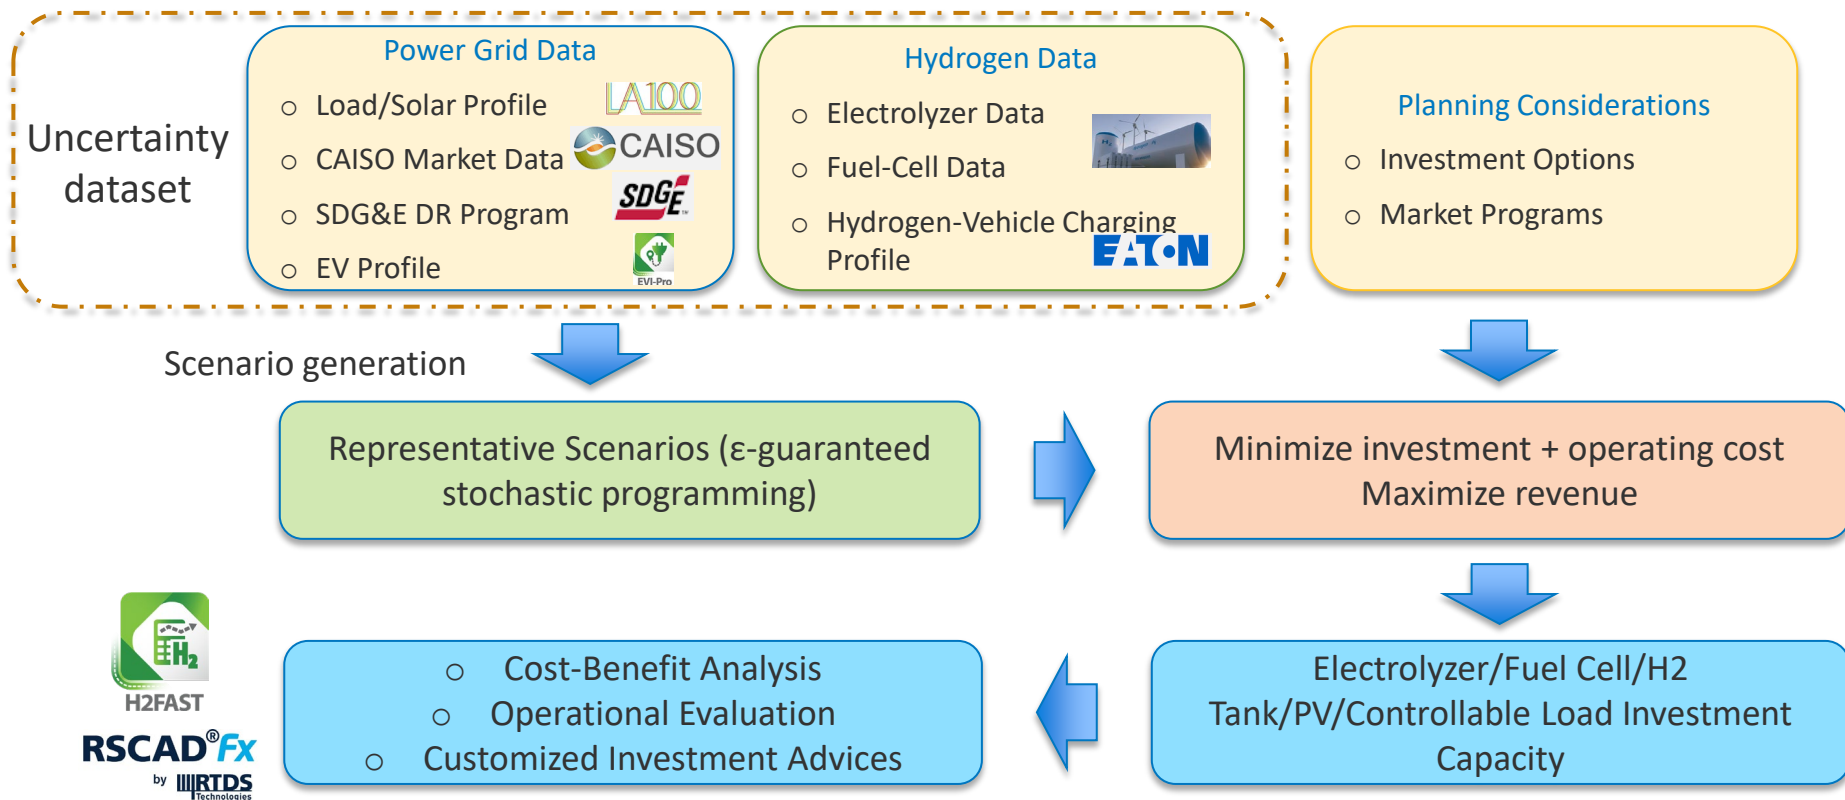 Uncertainty
dataset
Power Grid Data
○ Load/Solar Profile
LA100
○ CAISO Market Data
CAISO
○ SDG&E DR Program
SDGE
○ EV Profile
EVI-Pro
Hydrogen Data
○ Electrolyzer Data
○ Fuel-Cell Data
○ Hydrogen-Vehicle Charging
Profile
EATON
Planning Considerations
○ Investment Options
○ Market Programs
Scenario generation
Representative Scenarios (ε-guaranteed
stochastic programming)
Minimize investment + operating cost
Maximize revenue
Electrolyzer/Fuel Cell/H2
Tank/PV/Controllable Load Investment
Capacity
○ Cost-Benefit Analysis
○ Operational Evaluation
○ Customized Investment Advices
H₂
H2FAST
RSCAD®Fx
by RTDS
Technologies